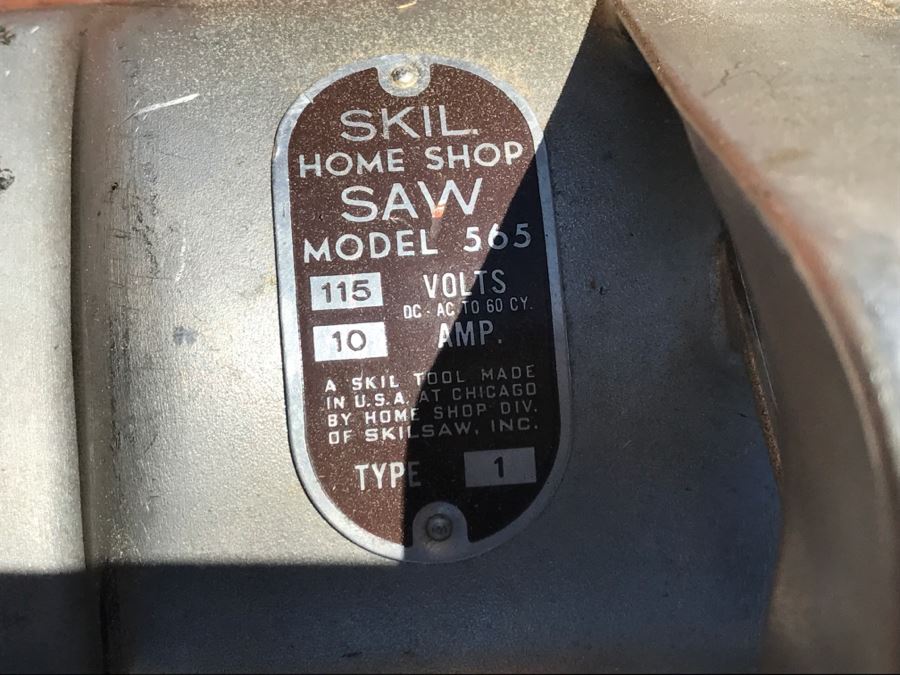 SKIL.
HOME SHOP
SAW
MODEL 565
115 VOLTS
DC - AC TO 60 CY.
10 AMP.
A SKIL TOOL MADE
IN U.S.A. AT CHICAGO
BY HOME SHOP DIV.
OF SKILSAW, INC.
TYPE 1